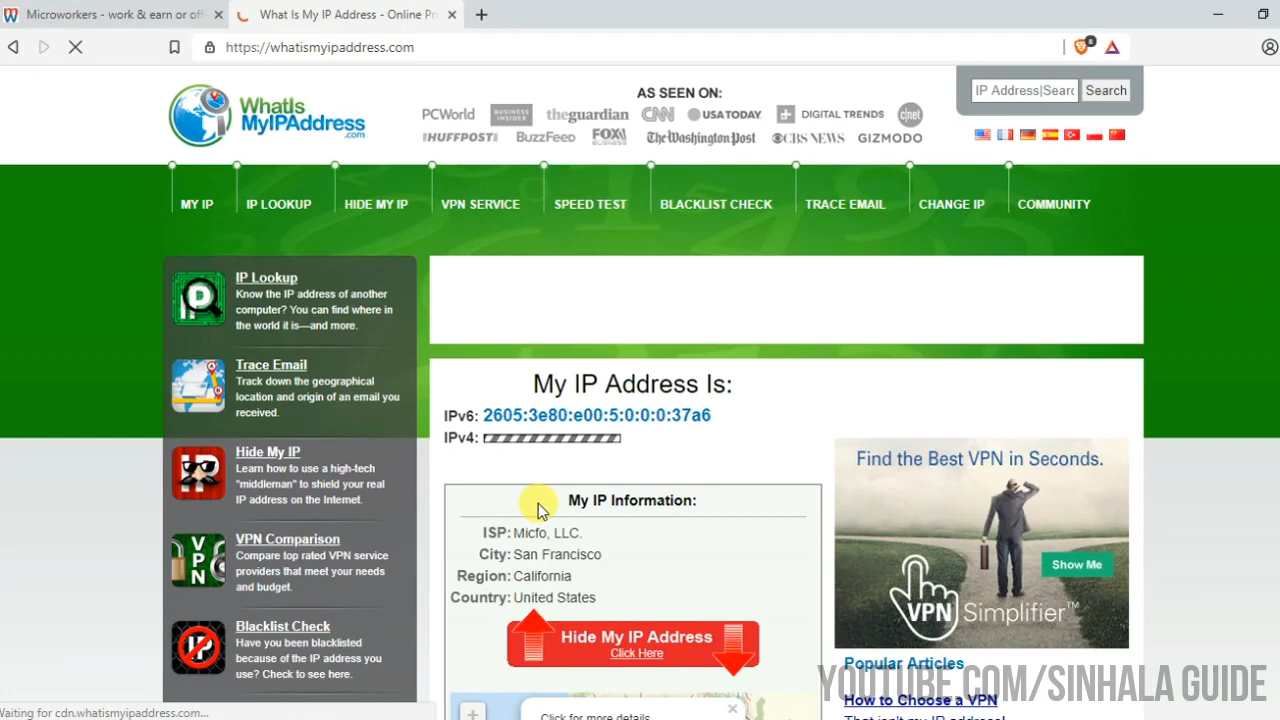 Microworkers - work & earn or off
What Is My IP Address - Online Pri
https://whatismyipaddress.com
8
WhatIs
MyIPAddress
.com
AS SEEN ON:
PCWorld
BUSINESS INSIDER
theguardian
CNN
USA TODAY
DIGITAL TRENDS
c|net
HUFFPOST
BuzzFeed
FOX BUSINESS
The Washington Post
CBS NEWS
GIZMODO
IP Address|Searc
Search
MY IP
IP LOOKUP
HIDE MY IP
VPN SERVICE
SPEED TEST
BLACKLIST CHECK
TRACE EMAIL
CHANGE IP
COMMUNITY
IP Lookup
Know the IP address of another
computer? You can find where in
the world it is—and more.
Trace Email
Track down the geographical
location and origin of an email you
received.
Hide My IP
Learn how to use a high-tech
"middleman" to shield your real
IP address on the Internet.
VPN
VPN Comparison
Compare top rated VPN service
providers that meet your needs
and budget.
Blacklist Check
Have you been blacklisted
because of the IP address you
use? Check to see here.
My IP Address Is:
IPv6: 2605:3e80:e00:5:0:0:0:37a6
IPv4:
My IP Information:
ISP: Micfo, LLC.
City: San Francisco
Region: California
Country: United States
Hide My IP Address
Click Here
Click for more details
Find the Best VPN in Seconds.
Show Me
VPN Simplifier™
Popular Articles
How to Choose a VPN
That isn't my IP address!
Waiting for cdn.whatismyipaddress.com...
YOUTUBE.COM/SINHALA GUIDE